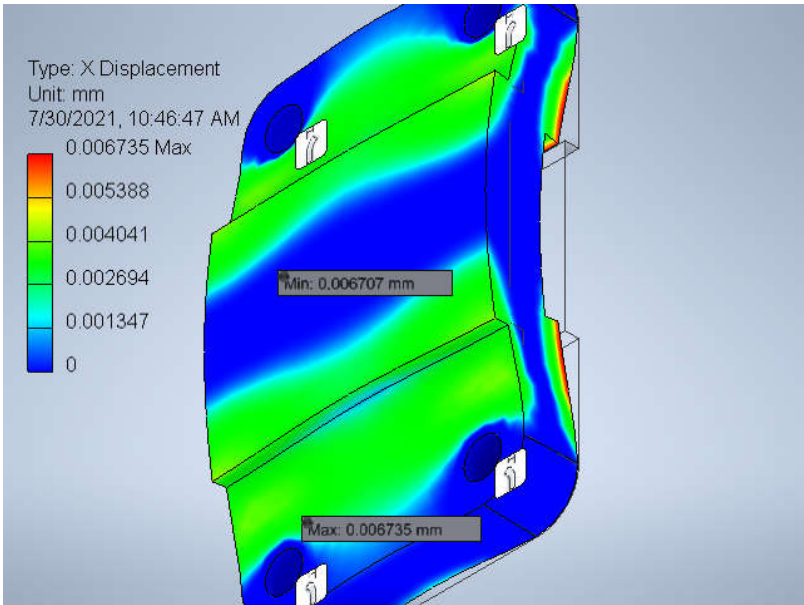 Type: X Displacement
Unit: mm
7/30/2021, 10:46:47 AM
0.006735 Max
0.005388
0.004041
0.002694
0.001347
0
Min: 0.006707 mm
Max: 0.006735 mm